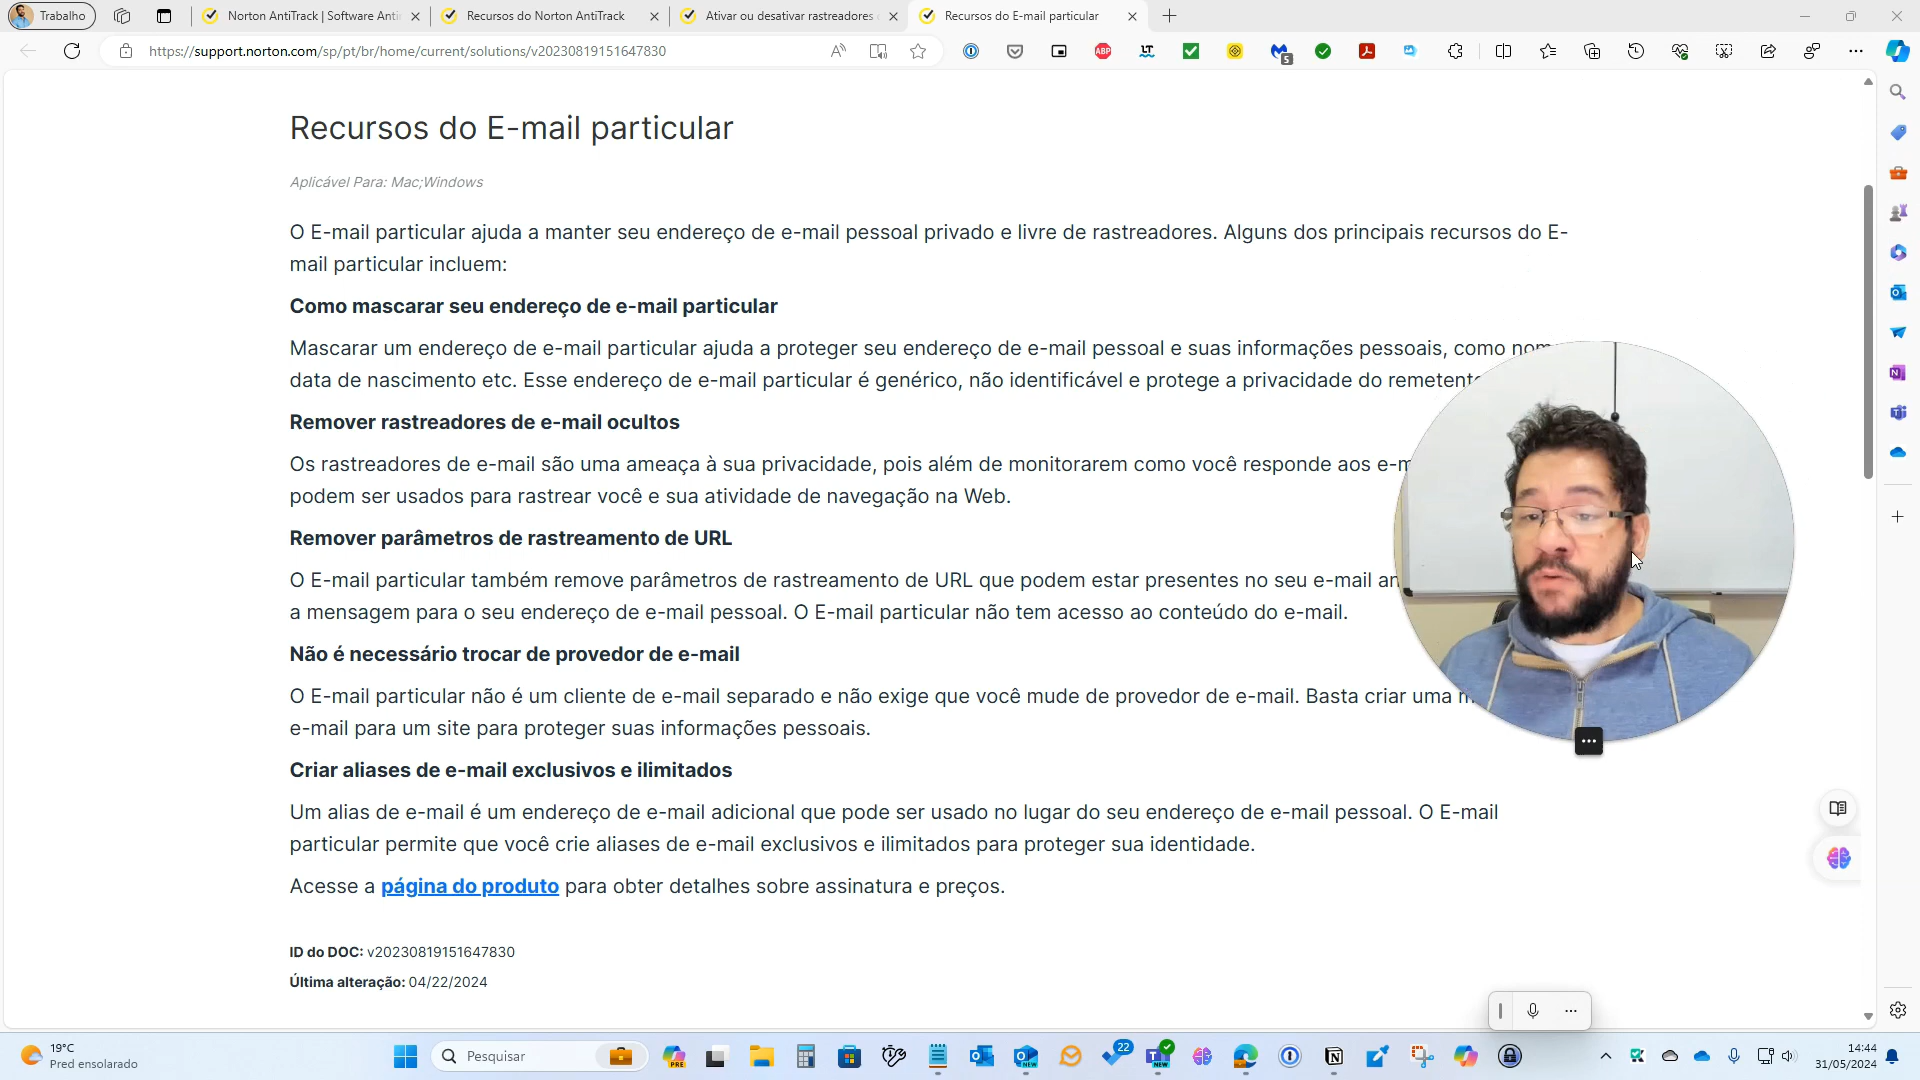 Trabalho
Norton AntiTrack | Software Anti
Recursos do Norton AntiTrack
Ativar ou desativar rastreadores
Recursos do E-mail particular
https://support.norton.com/sp/pt/br/home/current/solutions/v20230819151647830
ABP
LT
5
Recursos do E-mail particular
Aplicável Para: Mac;Windows
O E-mail particular ajuda a manter seu endereço de e-mail pessoal privado e livre de rastreadores. Alguns dos principais recursos do E-
mail particular incluem:
Como mascarar seu endereço de e-mail particular
Mascarar um endereço de e-mail particular ajuda a proteger seu endereço de e-mail pessoal e suas informações pessoais, como nom
data de nascimento etc. Esse endereço de e-mail particular é genérico, não identificável e protege a privacidade do remetent
Remover rastreadores de e-mail ocultos
Os rastreadores de e-mail são uma ameaça à sua privacidade, pois além de monitorarem como você responde aos e-m
podem ser usados para rastrear você e sua atividade de navegação na Web.
Remover parâmetros de rastreamento de URL
O E-mail particular também remove parâmetros de rastreamento de URL que podem estar presentes no seu e-mail an
a mensagem para o seu endereço de e-mail pessoal. O E-mail particular não tem acesso ao conteúdo do e-mail.
Não é necessário trocar de provedor de e-mail
O E-mail particular não é um cliente de e-mail separado e não exige que você mude de provedor de e-mail. Basta criar uma
e-mail para um site para proteger suas informações pessoais.
Criar aliases de e-mail exclusivos e ilimitados
Um alias de e-mail é um endereço de e-mail adicional que pode ser usado no lugar do seu endereço de e-mail pessoal. O E-mail
particular permite que você crie aliases de e-mail exclusivos e ilimitados para proteger sua identidade.
Acesse a página do produto para obter detalhes sobre assinatura e preços.
ID do DOC: v20230819151647830
Última alteração: 04/22/2024
19°C
Pred ensolarado
Pesquisar
PRE
NEW
22
NEW
14:44
31/05/2024